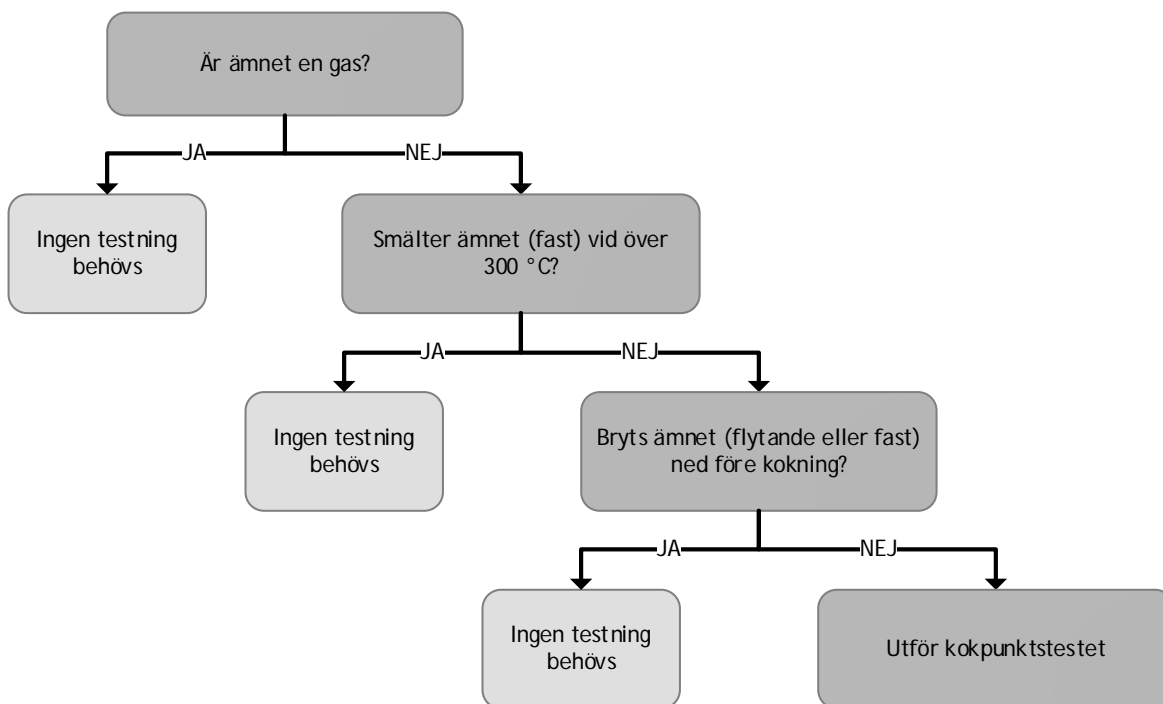 Är ämnet en gas?
JA
NEJ
Ingen testning
behövs
Smälter ämnet (fast) vid över
300 °C?
JA
NEJ
Ingen testning
behövs
Bryts ämnet (flytande eller fast)
ned före kokning?
JA
NEJ
Ingen testning
behövs
Utför kokpunktstestet